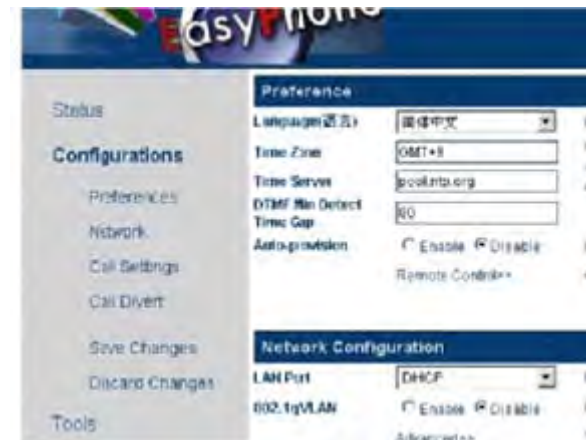 EasyPhone
Status
Configurations
Preferences
Network
Call Settings
Call Divert
Save Changes
Discard Changes
Tools
Preference
Language(语言)
简体中文
Time Zone
GMT+8
Time Server
pool.ntp.org
DTMF Min Detect
Time Gap
60
Auto-provision
Enable Disable
Remote Control>>
Network Configuration
LAN Port
DHCP
802.1qVLAN
Enable Disable
Advanced>>